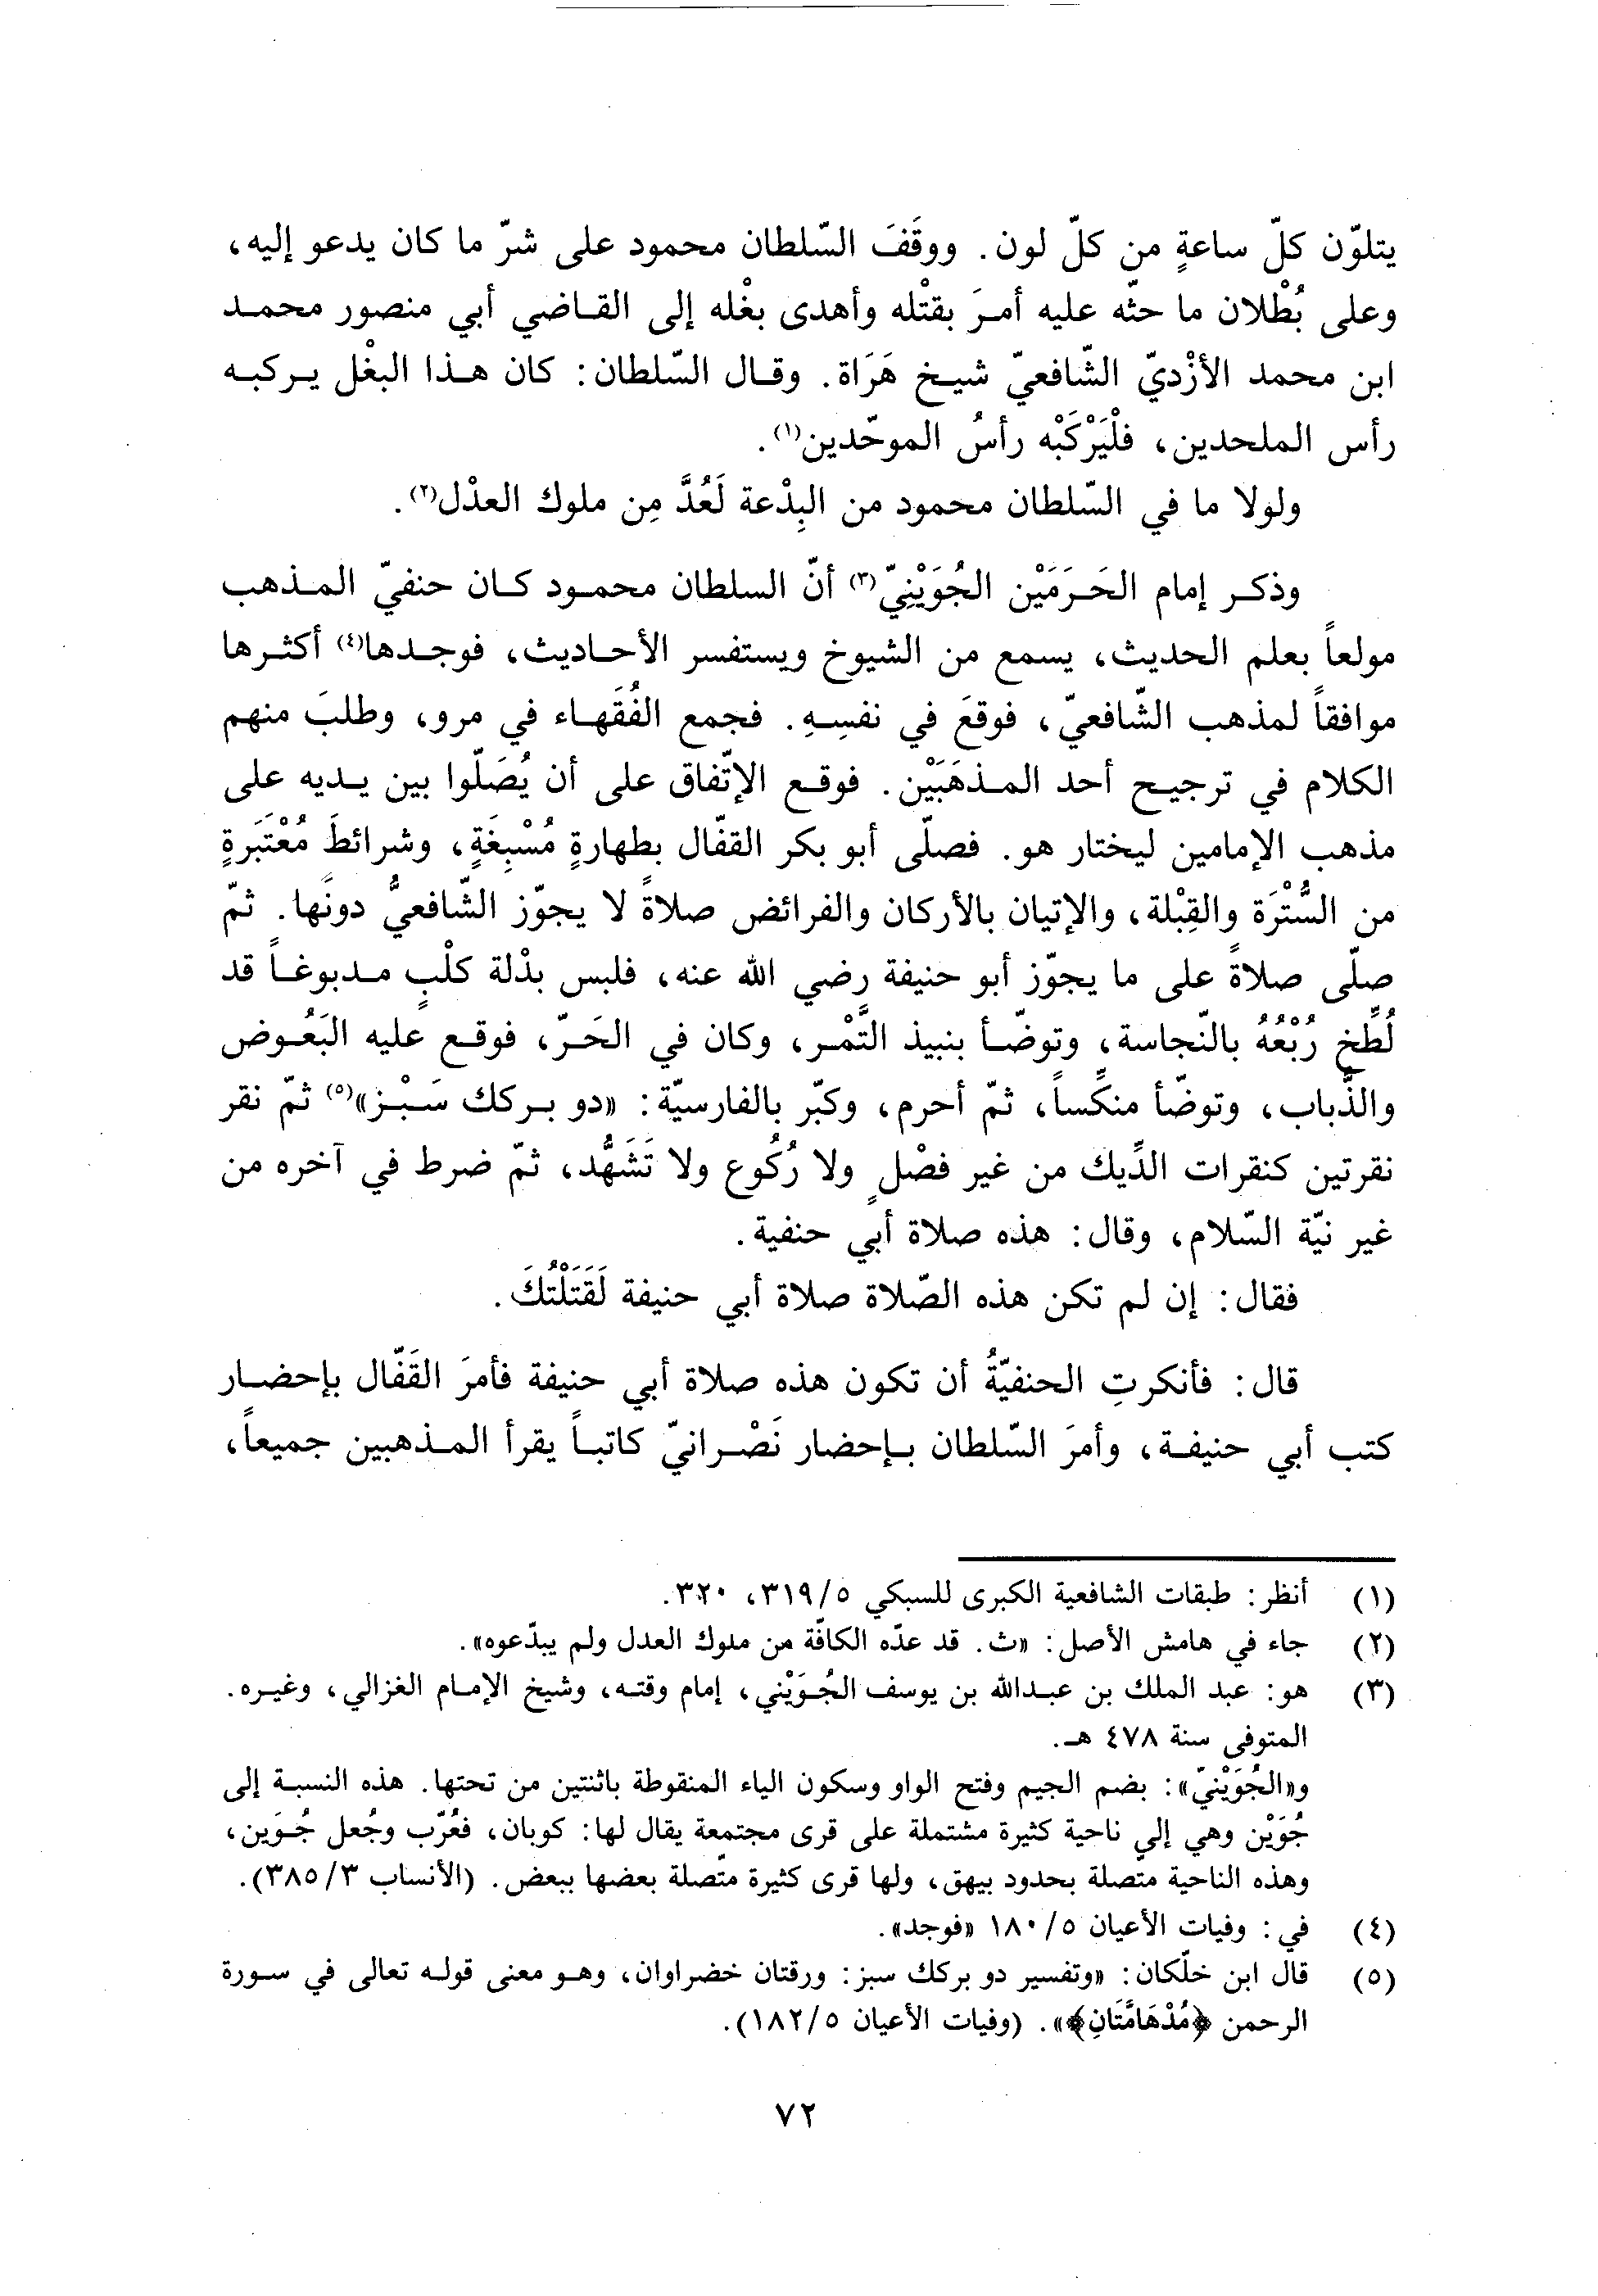 يتلوّن كلّ ساعةٍ من كلّ لون. ووقَفَ السّلطان محمود على شرّ ما كان يدعو إليه،
وعلى بُطْلان ما حثّه عليه أمرَ بقتْله وأهدى بغْله إلى القاضي أبي منصور محمد
ابن محمد الأزْديّ الشّافعيّ شيخ هَرَاة. وقال السّلطان: كان هذا البغْل يركبه
رأس الملحدين، فلْيَرْكَبْه رأسُ الموحّدين(١).
ولولا ما في السّلطان محمود من البِدْعة لَعُدَّ مِن ملوك العدْل(٢).
وذكر إمام الحَرَمَيْن الجُوَيْنِيّ(٣) أنّ السلطان محمود كان حنفيّ المذهب
مولعاً بعلم الحديث، يسمع من الشيوخ ويستفسر الأحاديث، فوجدها(٤) أكثرها
موافقاً لمذهب الشّافعيّ، فوقعَ في نفسِهِ. فجمع الفُقَهاء في مرو، وطلبَ منهم
الكلام في ترجيح أحد المذهَبَيْن. فوقع الإتّفاق على أن يُصَلّوا بين يديه على
مذهب الإمامين ليختار هو. فصلّى أبو بكر القفّال بطهارةٍ مُسْبِغَةٍ، وشرائطَ مُعْتَبَرةٍ
من السُّتْرَة والقِبْلة، والإتيان بالأركان والفرائض صلاةً لا يجوّز الشّافعيُّ دونَها. ثمّ
صلّى صلاةً على ما يجوّز أبو حنيفة رضي الله عنه، فلبس بذْلة كلْبٍ مدبوغاً قد
لُطِّخ رُبْعُهُ بالنّجاسة، وتوضّأ بنبيذ التَّمْر، وكان في الحَرّ، فوقع عليه البَعُوض
والذّباب، وتوضّأ منكّساً، ثمّ أحرم، وكبّر بالفارسيّة: «دو بركك سَبْز»(٥) ثمّ نقر
نقرتين كنقرات الدّيك من غير فصْلٍ ولا رُكُوع ولا تَشَهُّد، ثمّ ضرط في آخره من
غير نيّة السّلام، وقال: هذه صلاة أبي حنفية.
فقال: إن لم تكن هذه الصّلاة صلاة أبي حنيفة لَقَتَلْتُكَ.
قال: فأنكرتِ الحنفيّةُ أن تكون هذه صلاة أبي حنيفة فأمرَ القَفّال بإحضار
كتب أبي حنيفة، وأمرَ السّلطان بإحضار نَصْرانيّ كاتباً يقرأ المذهبين جميعاً،
(١) أنظر: طبقات الشافعية الكبرى للسبكي ٣١٩/٥، ٣٢٠.
(٢) جاء في هامش الأصل: «ث. قد عدّه الكافّة من ملوك العدل ولم يبدّعوه».
(٣) هو: عبد الملك بن عبدالله بن يوسف الجُوَيْني، إمام وقته، وشيخ الإمام الغزالي، وغيره.
المتوفى سنة ٤٧٨ هـ.
و«الجُوَيْنيّ»: بضم الجيم وفتح الواو وسكون الياء المنقوطة باثنتين من تحتها. هذه النسبة إلى
جُوَيْن وهي إلي ناحية كثيرة مشتملة على قرى مجتمعة يقال لها: كوبان، فعُرّب وجُعل جُوَين،
وهذه الناحية متصلة بحدود بيهق، ولها قرى كثيرة متّصلة بعضها ببعض. (الأنساب ٣٨٥/٣).
(٤) في: وفيات الأعيان ١٨٠/٥ «فوجد».
(٥) قال ابن خلّكان: «وتفسير دو بركك سبز: ورقتان خضراوان، وهو معنى قوله تعالى في سورة
الرحمن ﴿مُدْهَامَّتَانِ﴾». (وفيات الأعيان ١٨٢/٥).
٧٢